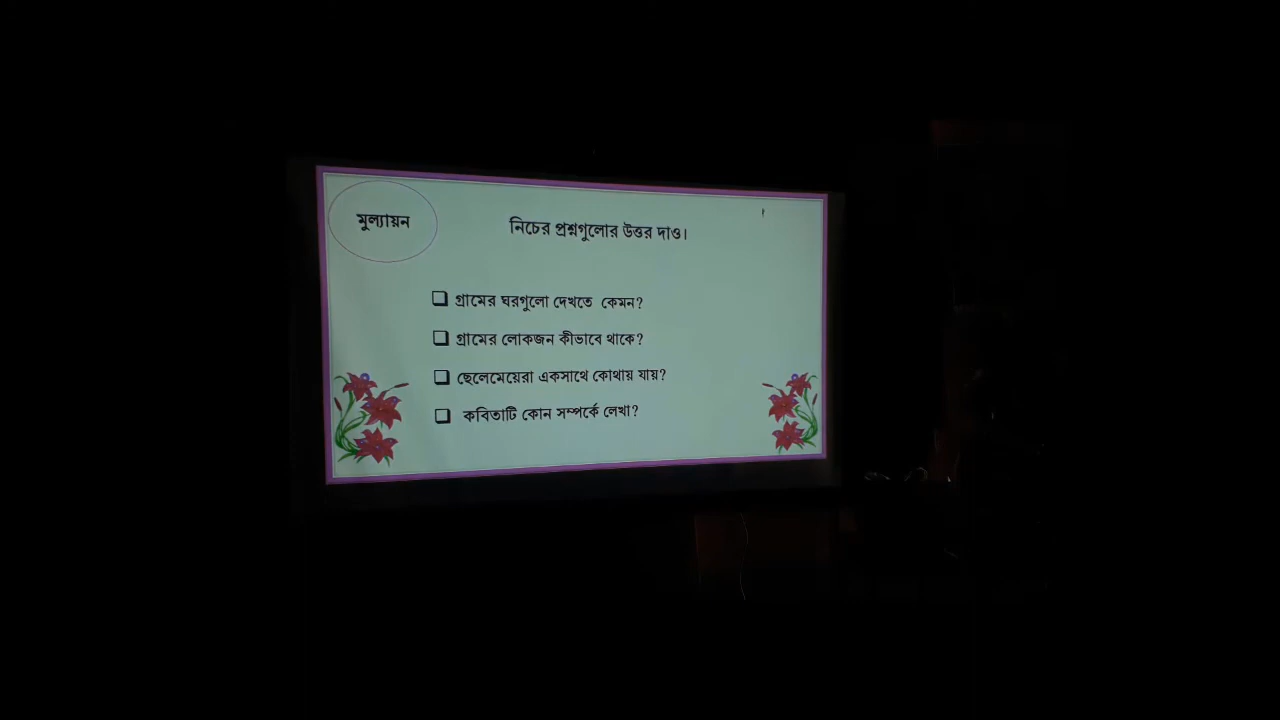 মুল্যায়ন
নিচের প্রশ্নগুলোর উত্তর দাও।
গ্রামের ঘরগুলো দেখতে কেমন?
গ্রামের লোকজন কীভাবে থাকে?
ছেলেমেয়েরা একসাথে কোথায় যায়?
কবিতাটি কোন সম্পর্কে লেখা?